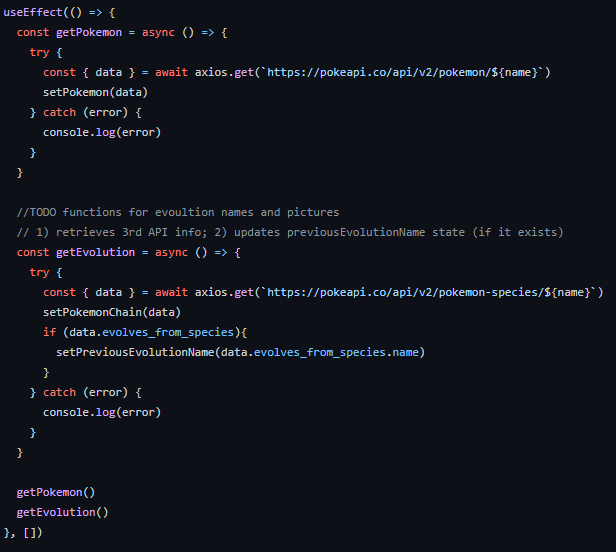 useEffect(() => {
  const getPokemon = async () => {
    try {
      const { data } = await axios.get(`https://pokeapi.co/api/v2/pokemon/${name}`)
      setPokemon(data)
    } catch (error) {
      console.log(error)
    }
  }

  //TODO functions for evoultion names and pictures
  // 1) retrieves 3rd API info; 2) updates previousEvolutionName state (if it exists)
  const getEvolution = async () => {
    try {
      const { data } = await axios.get(`https://pokeapi.co/api/v2/pokemon-species/${name}`)
      setPokemonChain(data)
      if (data.evolves_from_species){
        setPreviousEvolutionName(data.evolves_from_species.name)
      }
    } catch (error) {
      console.log(error)
    }
  }

  getPokemon()
  getEvolution()
}, [])